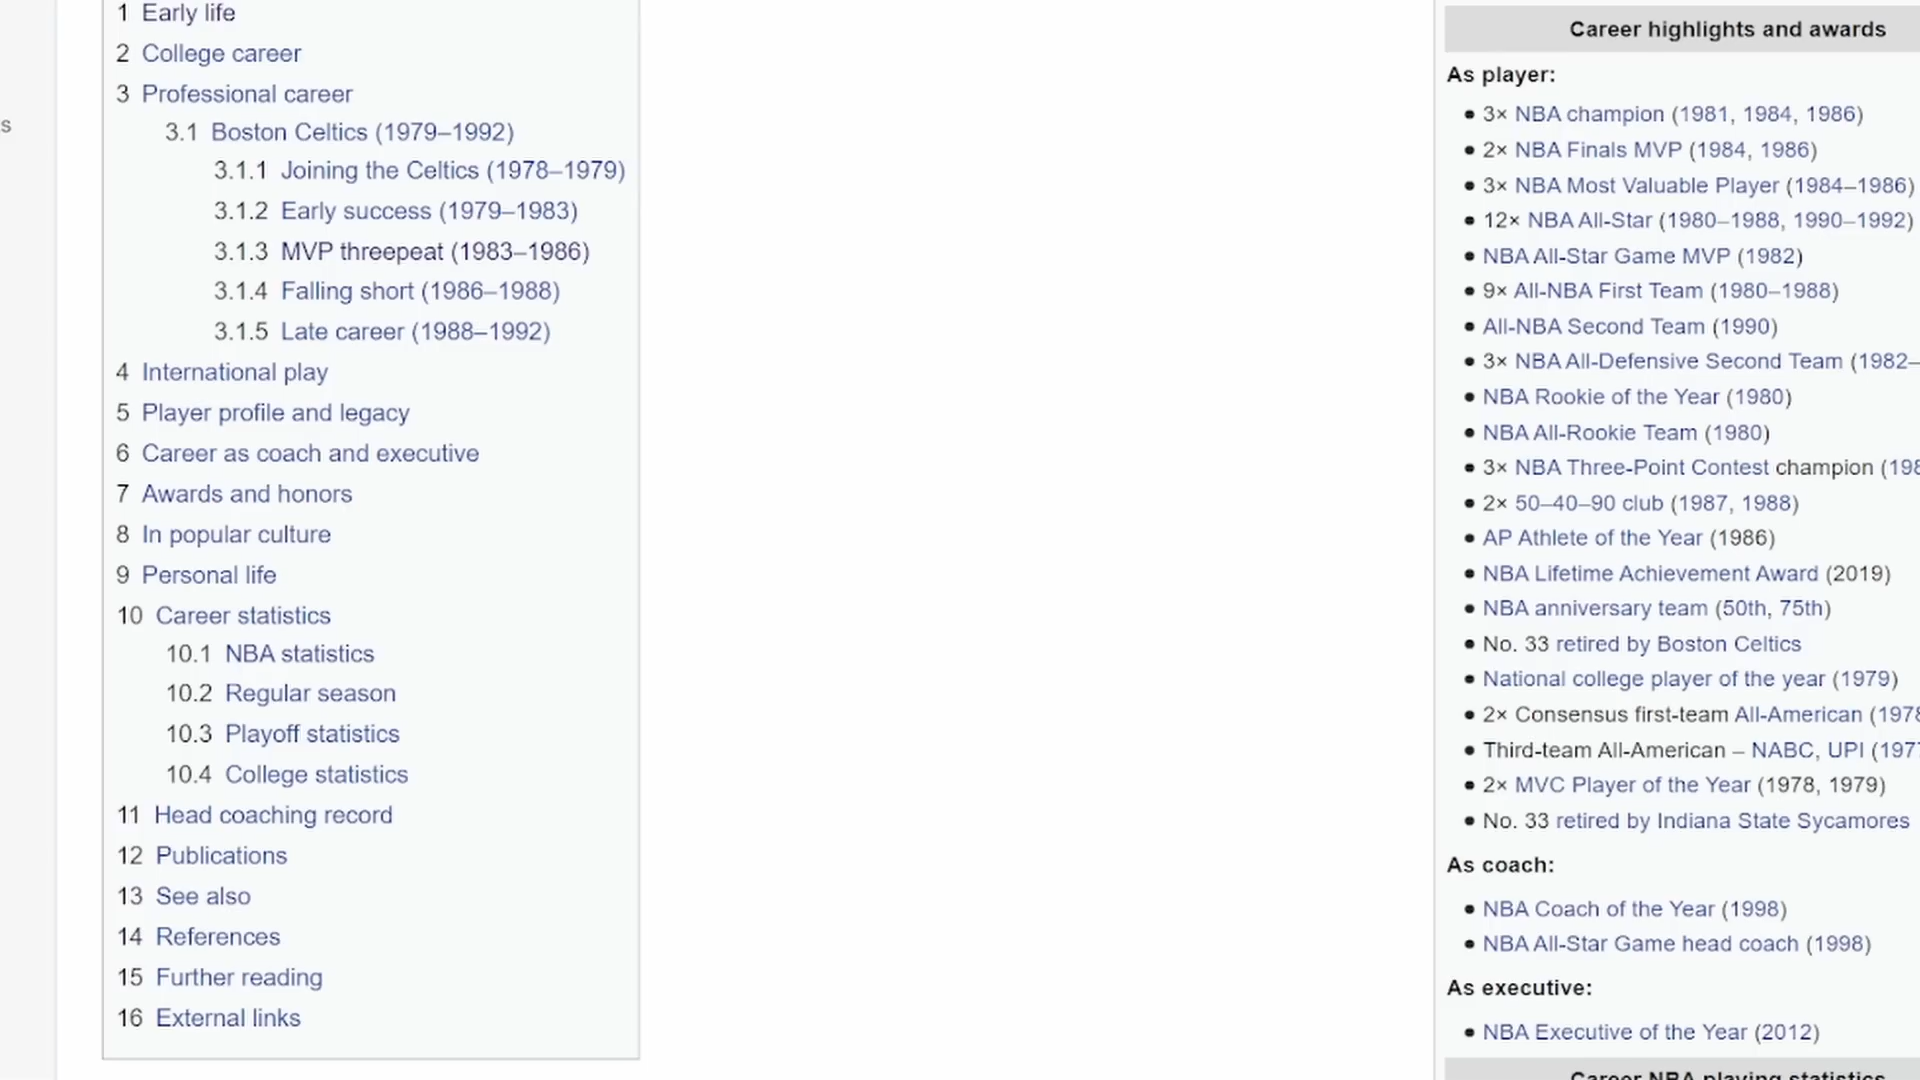 s
1 Early life
2 College career
3 Professional career
3.1 Boston Celtics (1979–1992)
3.1.1 Joining the Celtics (1978–1979)
3.1.2 Early success (1979–1983)
3.1.3 MVP threepeat (1983–1986)
3.1.4 Falling short (1986–1988)
3.1.5 Late career (1988–1992)
4 International play
5 Player profile and legacy
6 Career as coach and executive
7 Awards and honors
8 In popular culture
9 Personal life
10 Career statistics
10.1 NBA statistics
10.2 Regular season
10.3 Playoff statistics
10.4 College statistics
11 Head coaching record
12 Publications
13 See also
14 References
15 Further reading
16 External links
Career highlights and awards
As player:
• 3× NBA champion (1981, 1984, 1986)
• 2× NBA Finals MVP (1984, 1986)
• 3× NBA Most Valuable Player (1984–1986)
• 12× NBA All-Star (1980–1988, 1990–1992)
• NBA All-Star Game MVP (1982)
• 9× All-NBA First Team (1980–1988)
• All-NBA Second Team (1990)
• 3× NBA All-Defensive Second Team (1982–
• NBA Rookie of the Year (1980)
• NBA All-Rookie Team (1980)
• 3× NBA Three-Point Contest champion (198
• 2× 50–40–90 club (1987, 1988)
• AP Athlete of the Year (1986)
• NBA Lifetime Achievement Award (2019)
• NBA anniversary team (50th, 75th)
• No. 33 retired by Boston Celtics
• National college player of the year (1979)
• 2× Consensus first-team All-American (1978
• Third-team All-American – NABC, UPI (197
• 2× MVC Player of the Year (1978, 1979)
• No. 33 retired by Indiana State Sycamores
As coach:
• NBA Coach of the Year (1998)
• NBA All-Star Game head coach (1998)
As executive:
• NBA Executive of the Year (2012)
Career NBA playing statistics